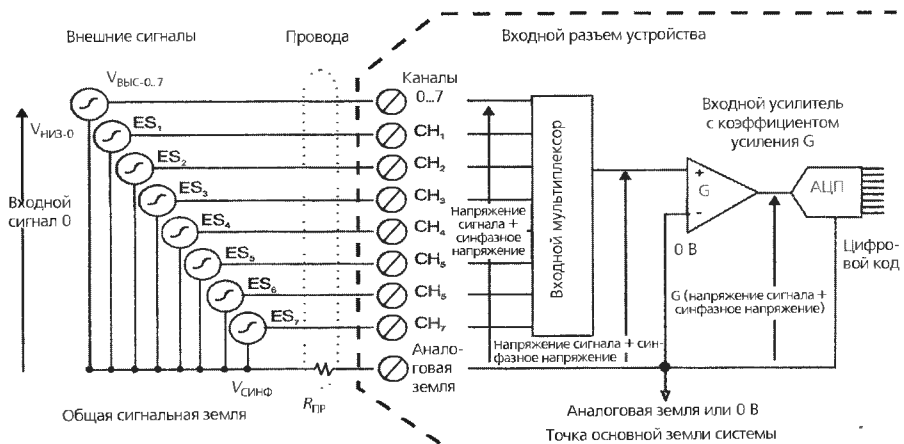 Внешние сигналы
Провода
Входной разъем устройства
VВЫС-0..7
Каналы
0...7
VНИЗ-0
ES1
CH1
ES2
CH2
ES3
CH3
ES4
CH4
ES5
CH5
ES6
CH6
ES7
CH7
Входной
сигнал 0
Напряжение
сигнала +
синфазное
напряжение
Входной мультиплексор
Входной усилитель
с коэффициентом
усиления G
+
G
-
0 В
АЦП
Цифро-
вой код
G (напряжение сигнала +
синфазное напряжение)
Напряжение сигнала + син-
фазное напряжение
Анало-
говая
земля
VСИНФ
RПР
Общая сигнальная земля
Аналоговая земля или 0 В
Точка основной земли системы